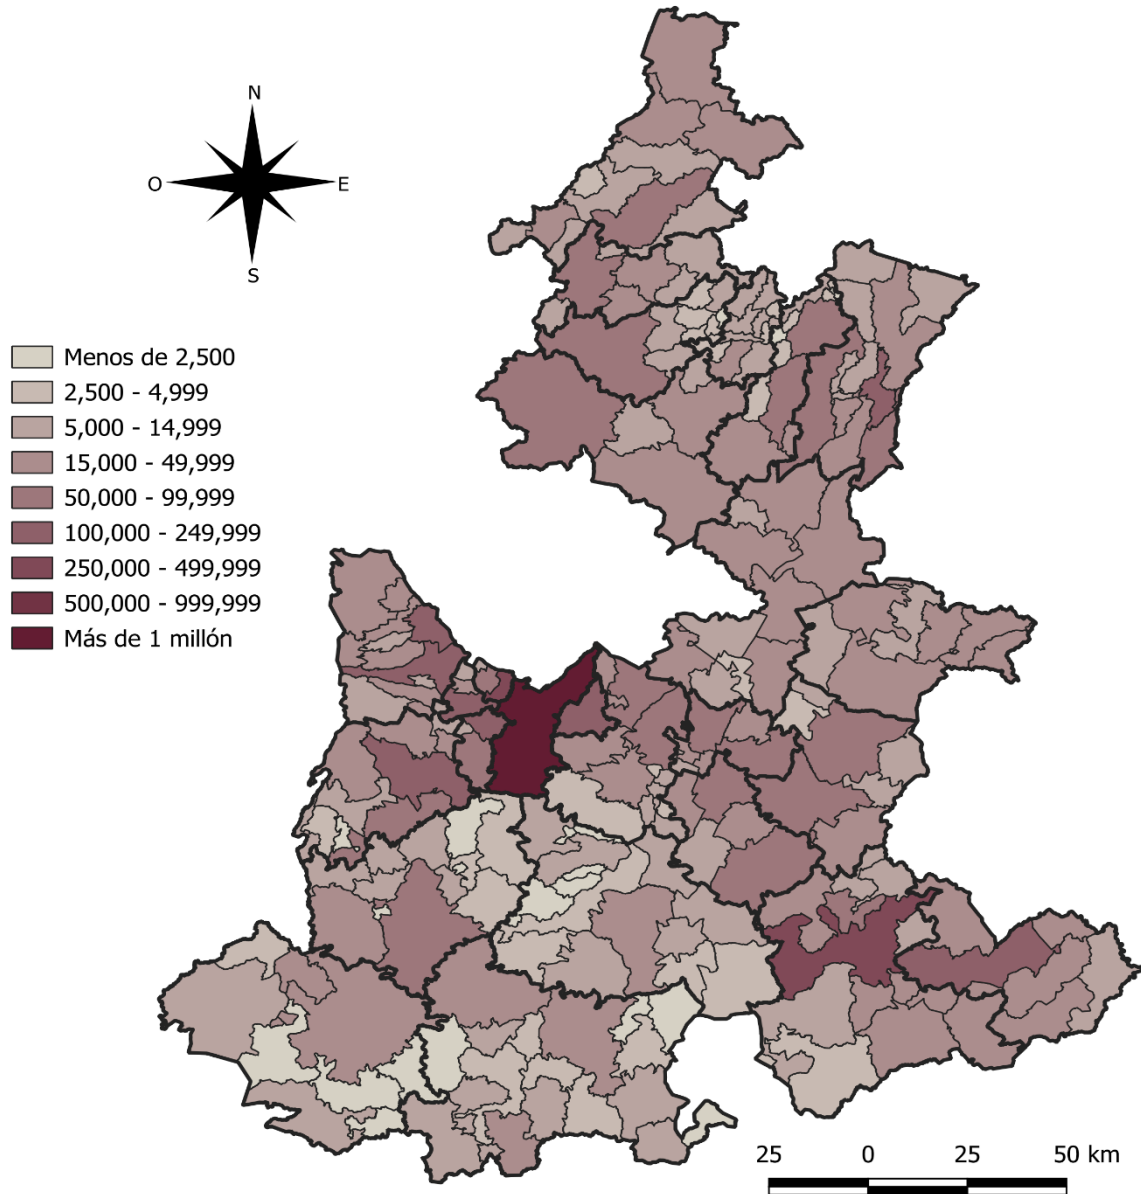 N
O E
S
Menos de 2,500
2,500 - 4,999
5,000 - 14,999
15,000 - 49,999
50,000 - 99,999
100,000 - 249,999
250,000 - 499,999
500,000 - 999,999
Más de 1 millón
25 0 25 50 km